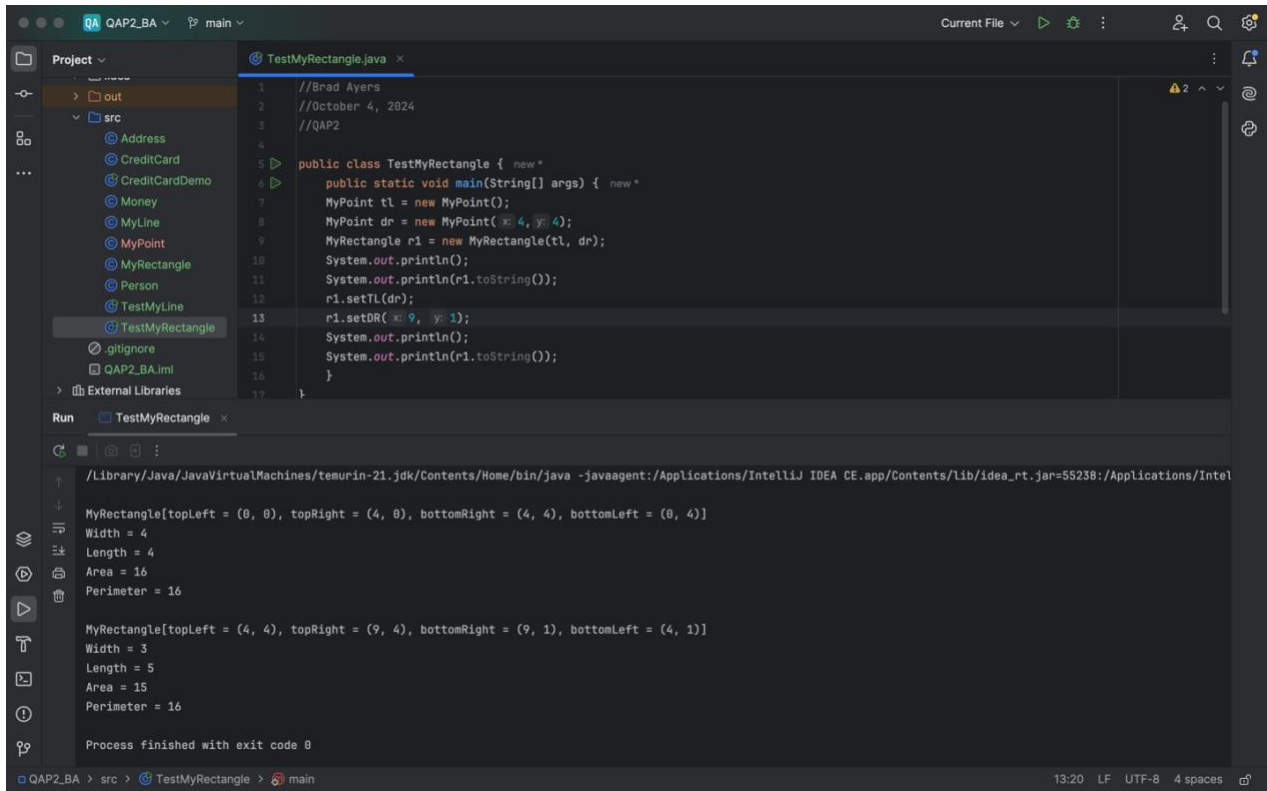 QA QAP2_BA main Current File
Project
TestMyRectangle.java
out
src
Address
CreditCard
CreditCardDemo
Money
MyLine
MyPoint
MyRectangle
Person
TestMyLine
TestMyRectangle
.gitignore
QAP2_BA.iml
External Libraries
1 //Brad Ayers
2 //October 4, 2024
3 //QAP2
4
5 public class TestMyRectangle { new *
6 public static void main(String[] args) { new *
7 MyPoint tl = new MyPoint();
8 MyPoint dr = new MyPoint( x: 4, y: 4);
9 MyRectangle r1 = new MyRectangle(tl, dr);
10 System.out.println();
11 System.out.println(r1.toString());
12 r1.setTL(dr);
13 r1.setDR( x: 9, y: 1);
14 System.out.println();
15 System.out.println(r1.toString());
16 }
17 }
2
Run TestMyRectangle
/Library/Java/JavaVirtualMachines/temurin-21.jdk/Contents/Home/bin/java -javaagent:/Applications/IntelliJ IDEA CE.app/Contents/lib/idea_rt.jar=55238:/Applications/Intel
MyRectangle[topLeft = (0, 0), topRight = (4, 0), bottomRight = (4, 4), bottomLeft = (0, 4)]
Width = 4
Length = 4
Area = 16
Perimeter = 16
MyRectangle[topLeft = (4, 4), topRight = (9, 4), bottomRight = (9, 1), bottomLeft = (4, 1)]
Width = 3
Length = 5
Area = 15
Perimeter = 16
Process finished with exit code 0
QAP2_BA > src > TestMyRectangle > main 13:20 LF UTF-8 4 spaces